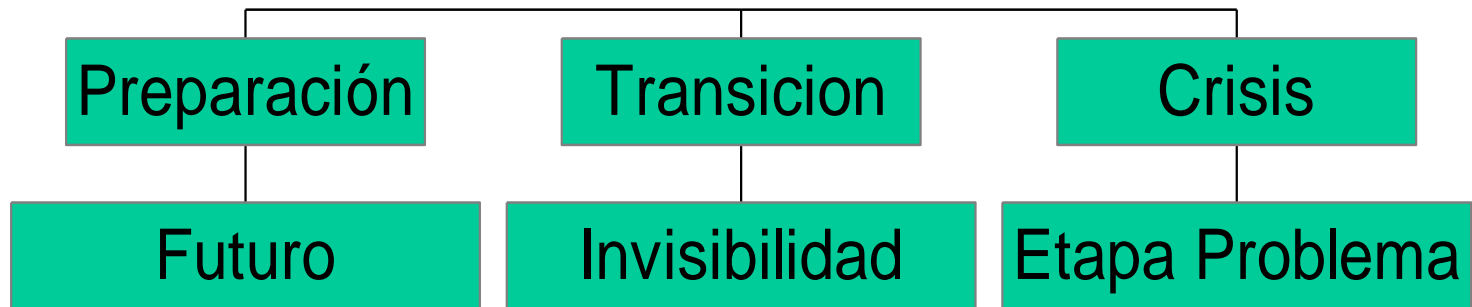 Preparación
Transicion
Crisis
Futuro
Invisibilidad
Etapa Problema